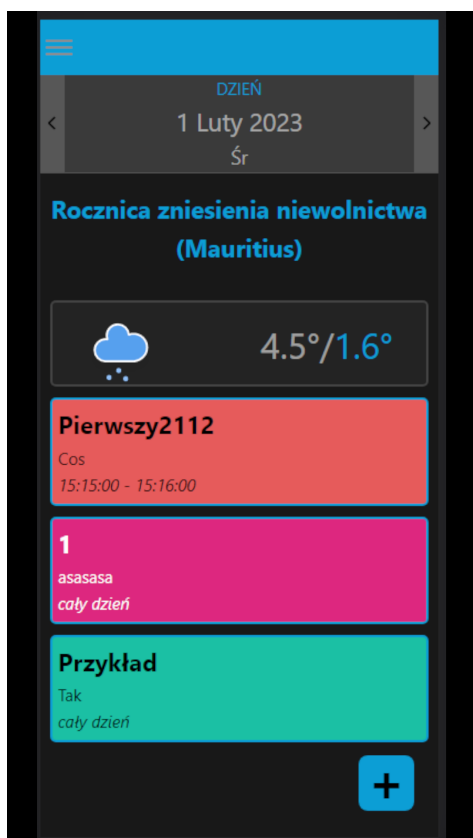 DZIEŃ
< 1 Luty 2023 >
Śr
Rocznica zniesienia niewolnictwa
(Mauritius)
4.5°/1.6°
Pierwszy2112
Cos
15:15:00 - 15:16:00
1
asasasa
cały dzień
Przykład
Tak
cały dzień
+